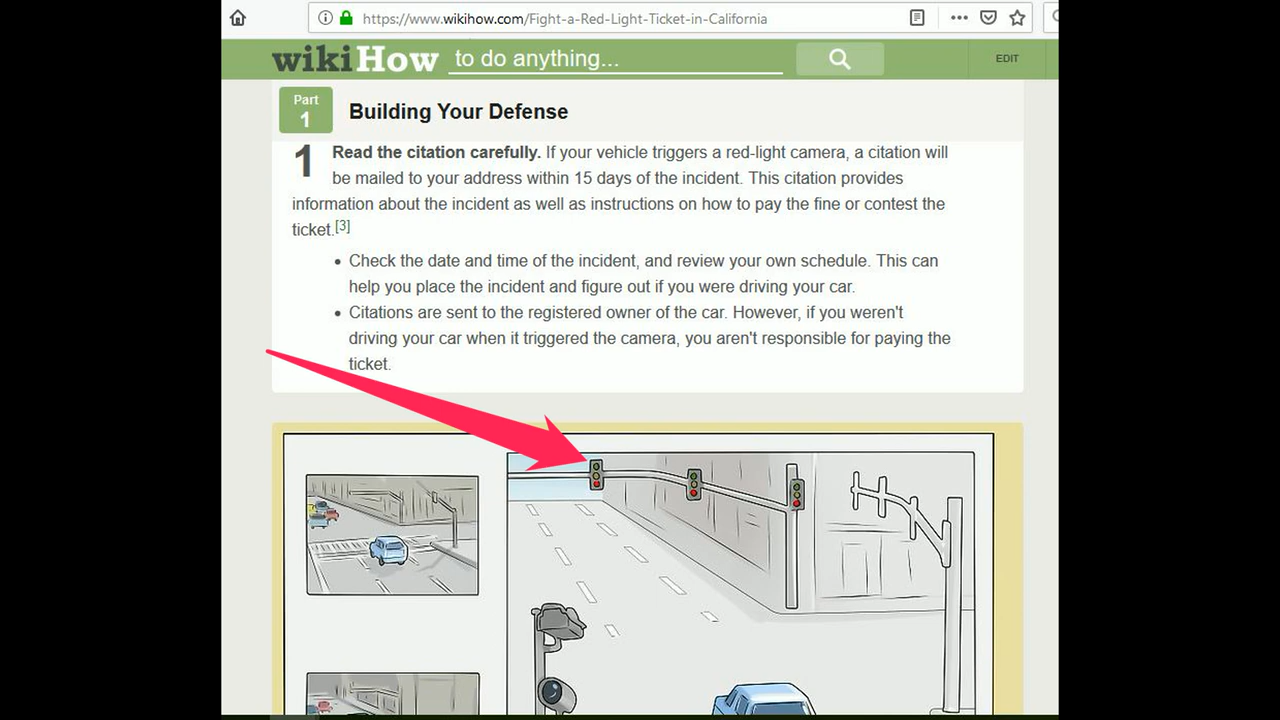 https://www.wikihow.com/Fight-a-Red-Light-Ticket-in-California
wikiHow to do anything...
EDIT
Part
1
Building Your Defense
1 Read the citation carefully. If your vehicle triggers a red-light camera, a citation will
be mailed to your address within 15 days of the incident. This citation provides
information about the incident as well as instructions on how to pay the fine or contest the
ticket.[3]
• Check the date and time of the incident, and review your own schedule. This can
help you place the incident and figure out if you were driving your car.
• Citations are sent to the registered owner of the car. However, if you weren't
driving your car when it triggered the camera, you aren't responsible for paying the
ticket.